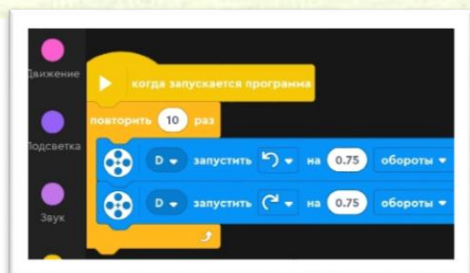 Движение
когда запускается программа
повторить 10 раз
Подсветка
D запустить на 0.75 обороты
D запустить на 0.75 обороты
Звук